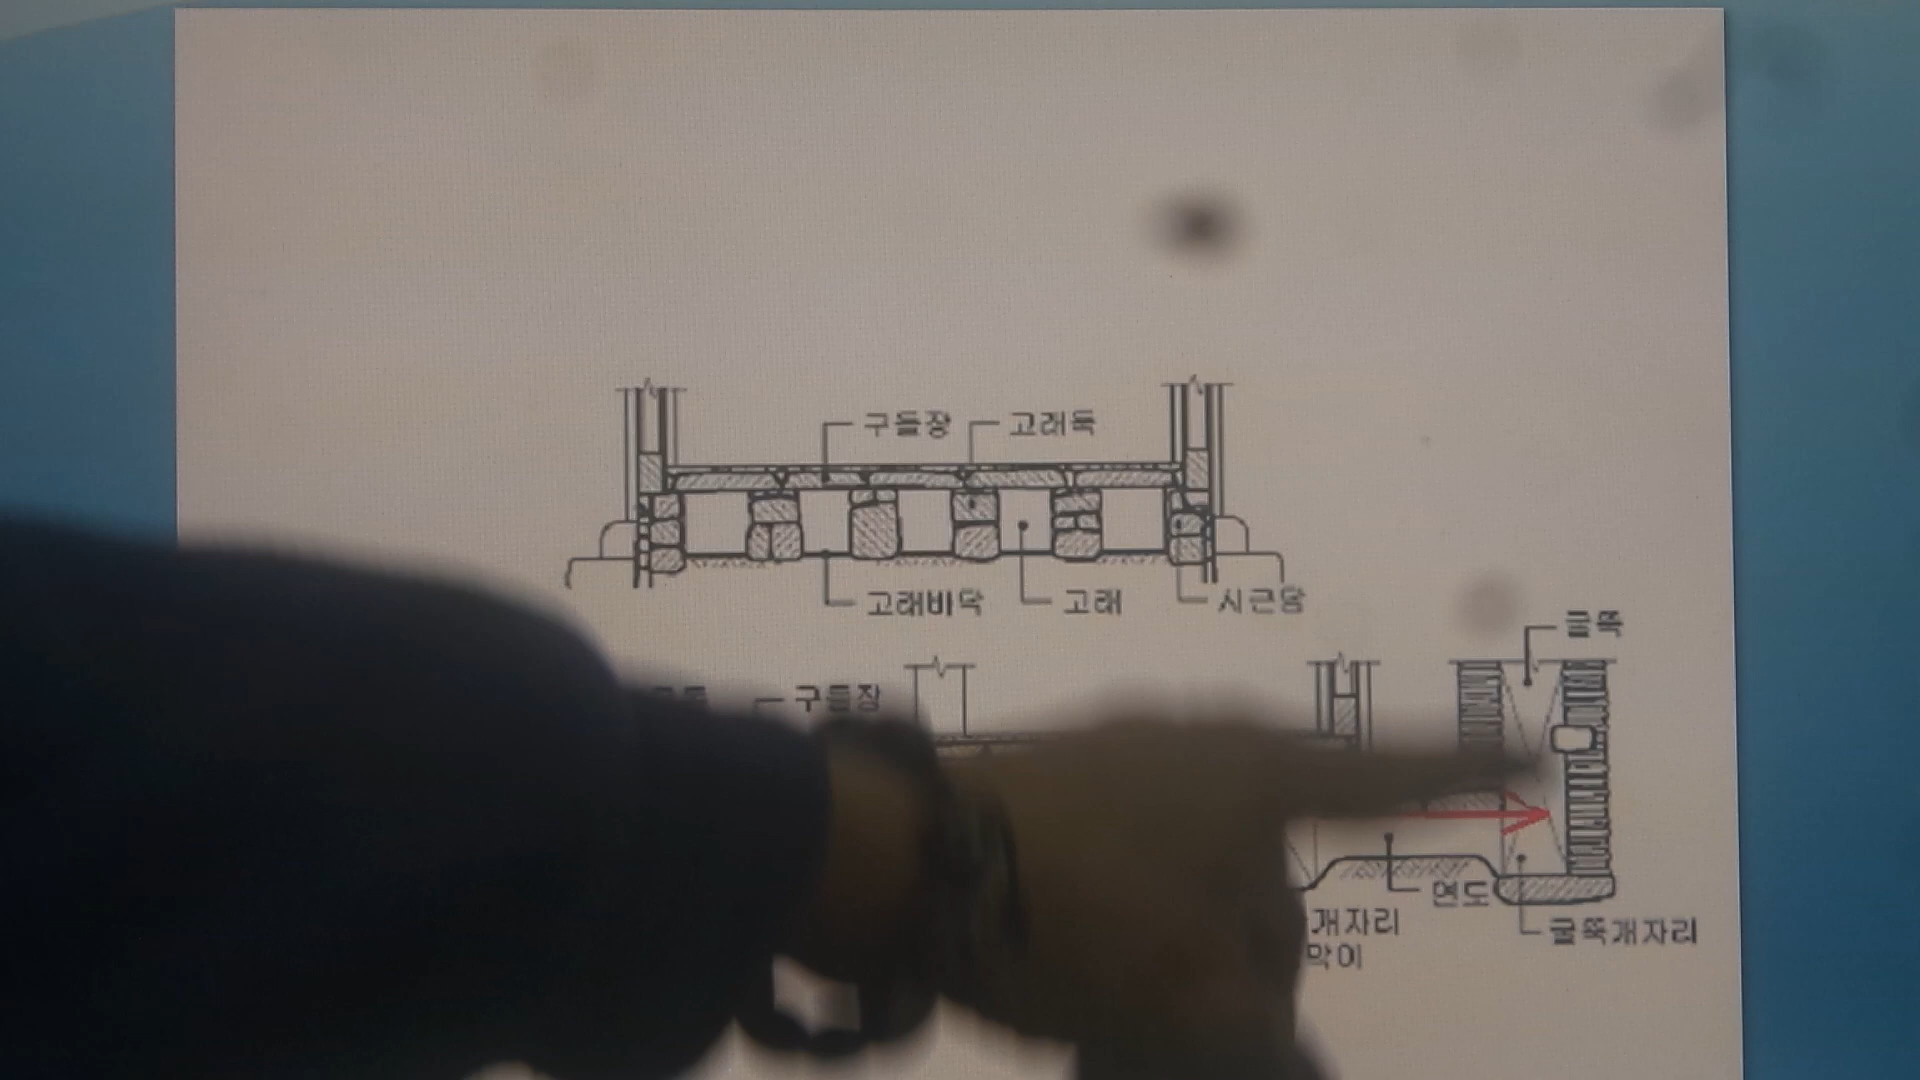 구들장
고래둑
고래바닥
고래
시근담
굴뚝
구들장
연도
개자리
막이
굴뚝개자리